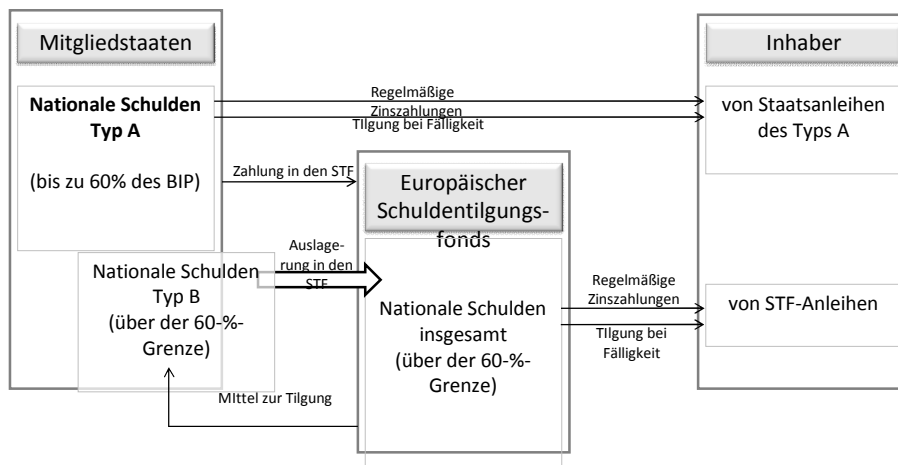 Mitgliedstaaten
Nationale Schulden
Typ A
(bis zu 60% des BIP)
Nationale Schulden
Typ B
(über der 60-%-
Grenze)
Regelmäßige
Zinszahlungen
TIlgung bei Fälligkeit
Zahlung in den STF
Auslage-
rung in den
STF
MIttel zur Tilgung
Europäischer
Schuldentilgungs-
fonds
Nationale Schulden
insgesamt
(über der 60-%-
Grenze)
Regelmäßige
Zinszahlungen
TIlgung bei
Fälligkeit
Inhaber
von Staatsanleihen
des Typs A
von STF-Anleihen